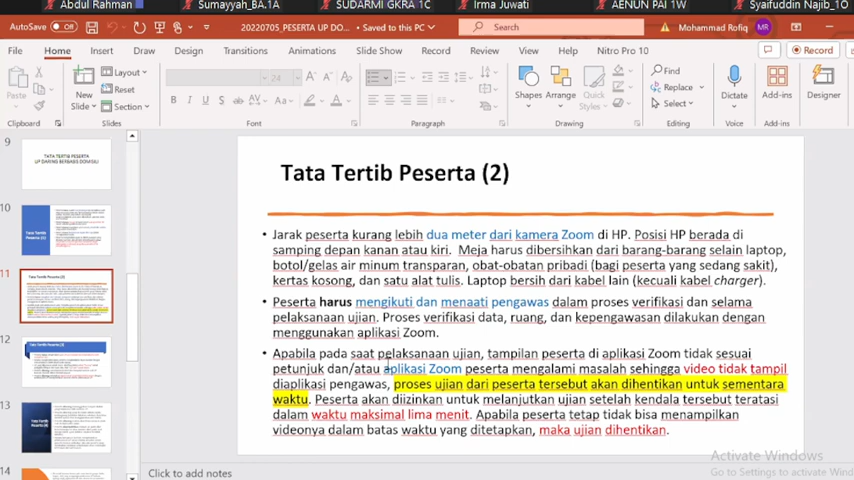 Abdul Rahman
Sumayyah_BA.1A
SUDARMI GKRA 1C
Irma Juwati
AENUN PAI 1W
Syaifuddin Najib_1O
AutoSave Off
20220705_PESERTA UP DO... • Saved to this PC
Search
Mohammad Rofiq
MR
File Home Insert Draw Design Transitions Animations Slide Show Record Review View Help Nitro Pro 10
Record
Paste
Clipboard
New Slide
Layout
Reset
Section
Slides
24
B I U S
Font
Paragraph
Shapes
Arrange
Quick Styles
Drawing
Find
Replace
Select
Editing
Dictate
Voice
Add-ins
Add-ins
Designer
Designer
9
TATA TERTIB PESERTA
UP DARING BERBASIS DOMISILI
10
Tata Tertib
Peserta (1)
11
Tata Tertib Peserta (2)
12
Tata Tertib Peserta (3)
13
14
Tata Tertib Peserta (2)
• Jarak peserta kurang lebih dua meter dari kamera Zoom di HP. Posisi HP berada di
samping depan kanan atau kiri. Meja harus dibersihkan dari barang-barang selain laptop,
botol/gelas air minum transparan, obat-obatan pribadi (bagi peserta yang sedang sakit),
kertas kosong, dan satu alat tulis. Laptop bersih dari kabel lain (kecuali kabel charger).
• Peserta harus mengikuti dan menaati pengawas dalam proses verifikasi dan selama
pelaksanaan ujian. Proses verifikasi data, ruang, dan kepengawasan dilakukan dengan
menggunakan aplikasi Zoom.
• Apabila pada saat pelaksanaan ujian, tampilan peserta di aplikasi Zoom tidak sesuai
petunjuk dan/atau aplikasi Zoom peserta mengalami masalah sehingga video tidak tampil
diaplikasi pengawas, proses ujian dari peserta tersebut akan dihentikan untuk sementara
waktu. Peserta akan diizinkan untuk melanjutkan ujian setelah kendala tersebut teratasi
dalam waktu maksimal lima menit. Apabila peserta tetap tidak bisa menampilkan
videonya dalam batas waktu yang ditetapkan, maka ujian dihentikan.
Activate Windows
Go to Settings to activate Wind
Click to add notes